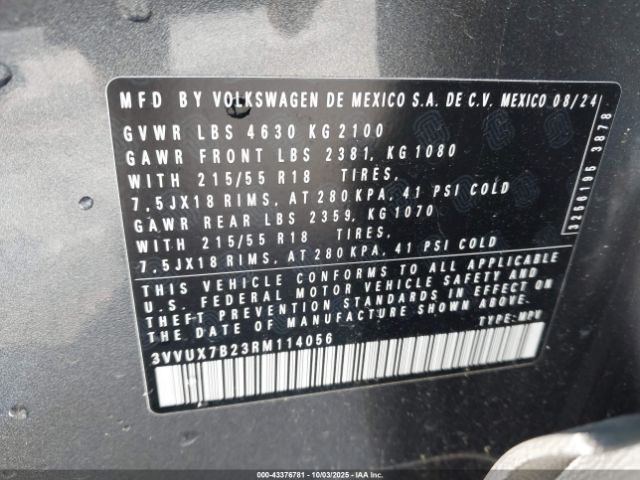 MFD BY VOLKSWAGEN DE MEXICO S.A. DE C.V. MEXICO 08/24
GVWR LBS 4630 KG 2100
GAWR FRONT LBS 2381, KG 1080
WITH 215/55 R18 TIRES,
7,5JX18 RIMS, AT 280 KPA, 41 PSI COLD
GAWR REAR LBS 2359, KG 1070
WITH 215/55 R18 TIRES,
7,5JX18 RIMS, AT 280 KPA, 41 PSI COLD
THIS VEHICLE CONFORMS TO ALL APPLICABLE
U.S. FEDERAL MOTOR VEHICLE SAFETY AND
THEFT PREVENTION STANDARDS IN EFFECT ON
THE DATE OF MANUFACTURE SHOWN ABOVE.
3VVUX7B23RM114056 TYPE: MPV
3256195 3878
000-43376781 - 10/03/2025 - IAA, Inc.